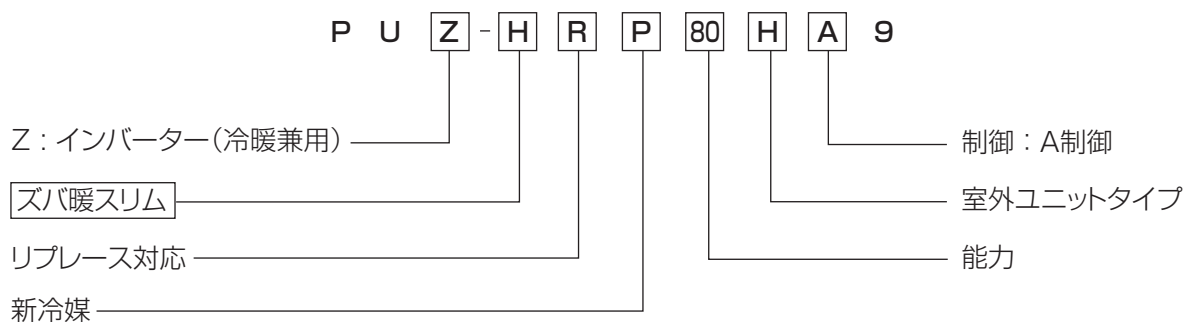 PUZ-HRP80HA9
Z：インバーター（冷暖兼用）
制御：A制御
ズバ暖スリム
室外ユニットタイプ
リプレース対応
能力
新冷媒